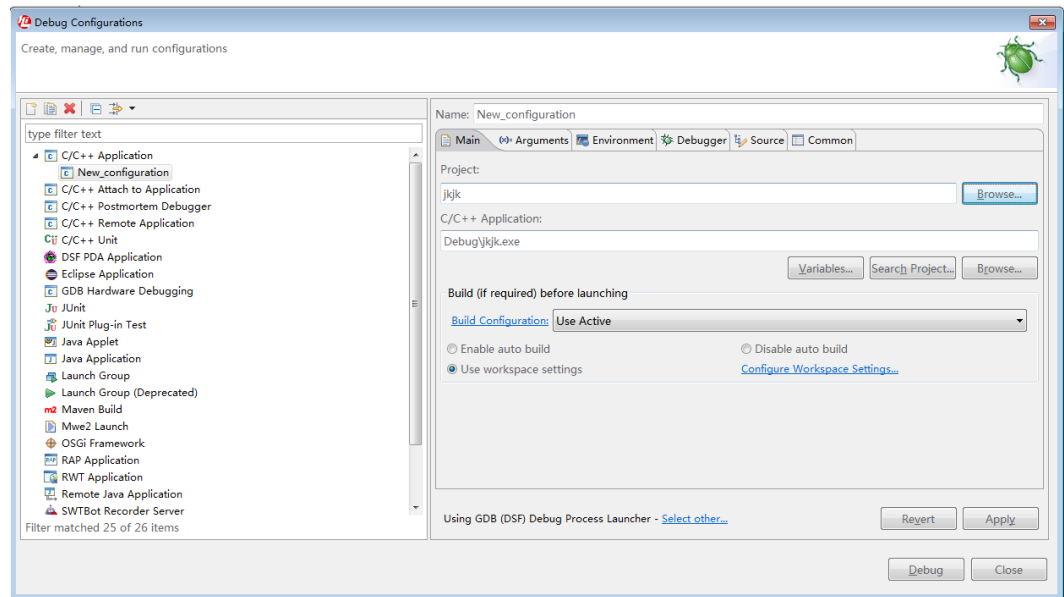 Debug Configurations
Create, manage, and run configurations
type filter text
C/C++ Application
New_configuration
C/C++ Attach to Application
C/C++ Postmortem Debugger
C/C++ Remote Application
C/C++ Unit
DSF PDA Application
Eclipse Application
GDB Hardware Debugging
JUnit
JUnit Plug-in Test
Java Applet
Java Application
Launch Group
Launch Group (Deprecated)
Maven Build
Mwe2 Launch
OSGi Framework
RAP Application
RWT Application
Remote Java Application
SWTBot Recorder Server
Filter matched 25 of 26 items
Name: New_configuration
Main Arguments Environment Debugger Source Common
Project:
jkjk Browse...
C/C++ Application:
Debug\jkjk.exe
Variables... Search Project... Browse...
Build (if required) before launching
Build Configuration: Use Active
Enable auto build Disable auto build
Use workspace settings Configure Workspace Settings...
Using GDB (DSF) Debug Process Launcher - Select other... Revert Apply
Debug Close